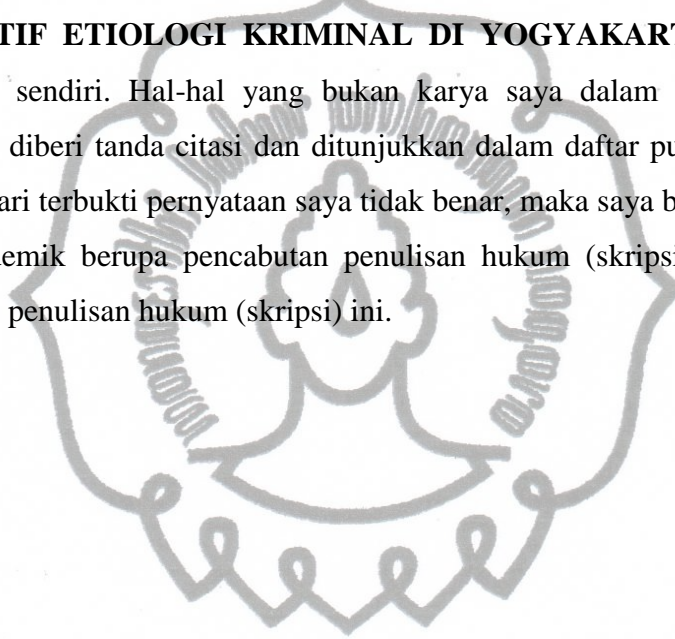 TIF ETIOLOGI KRIMINAL DI YOGYAKART
sendiri. Hal-hal yang bukan karya saya dalam
diberi tanda citasi dan ditunjukkan dalam daftar pu
ari terbukti pernyataan saya tidak benar, maka saya b
demik berupa pencabutan penulisan hukum (skripsi
penulisan hukum (skripsi) ini.